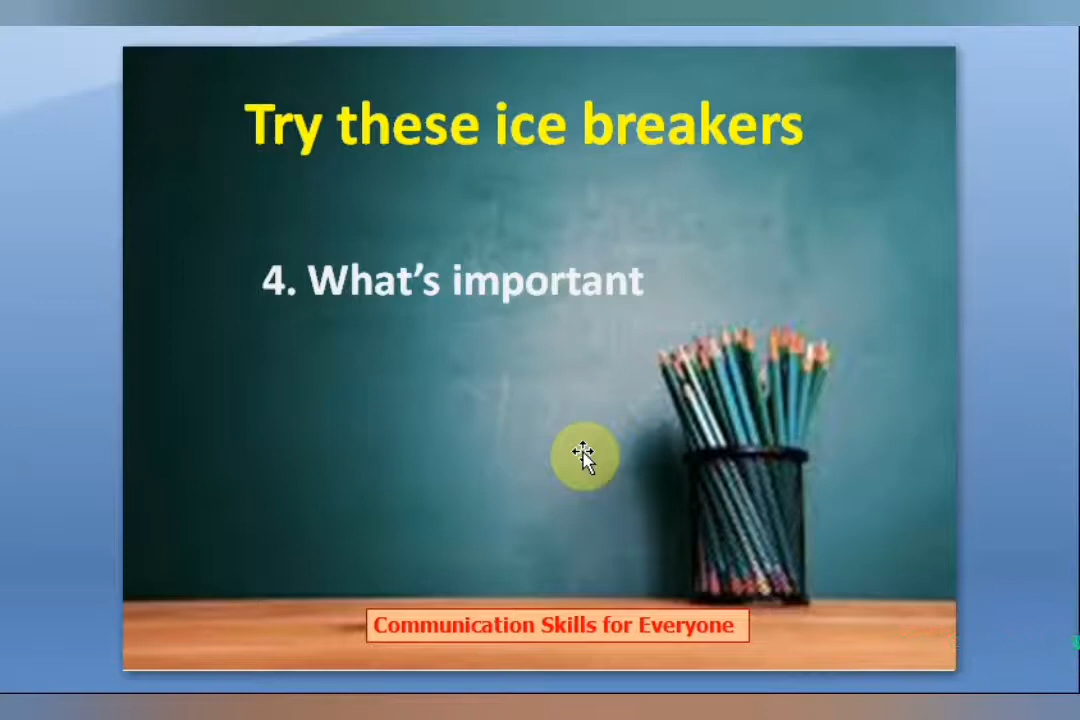 Try these ice breakers
4. What's important
Communication Skills for Everyone